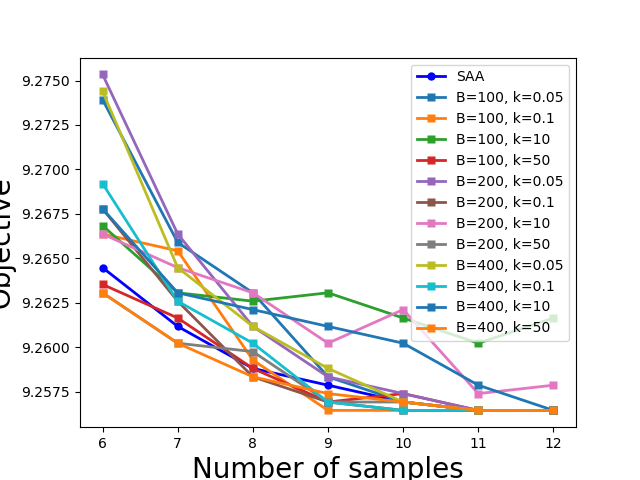 9.2750
9.2725
9.2700
9.2675
9.2650
9.2625
9.2600
9.2575
Objective
6 7 8 9 10 11 12
Number of samples
SAA
B=100, k=0.05
B=100, k=0.1
B=100, k=10
B=100, k=50
B=200, k=0.05
B=200, k=0.1
B=200, k=10
B=200, k=50
B=400, k=0.05
B=400, k=0.1
B=400, k=10
B=400, k=50